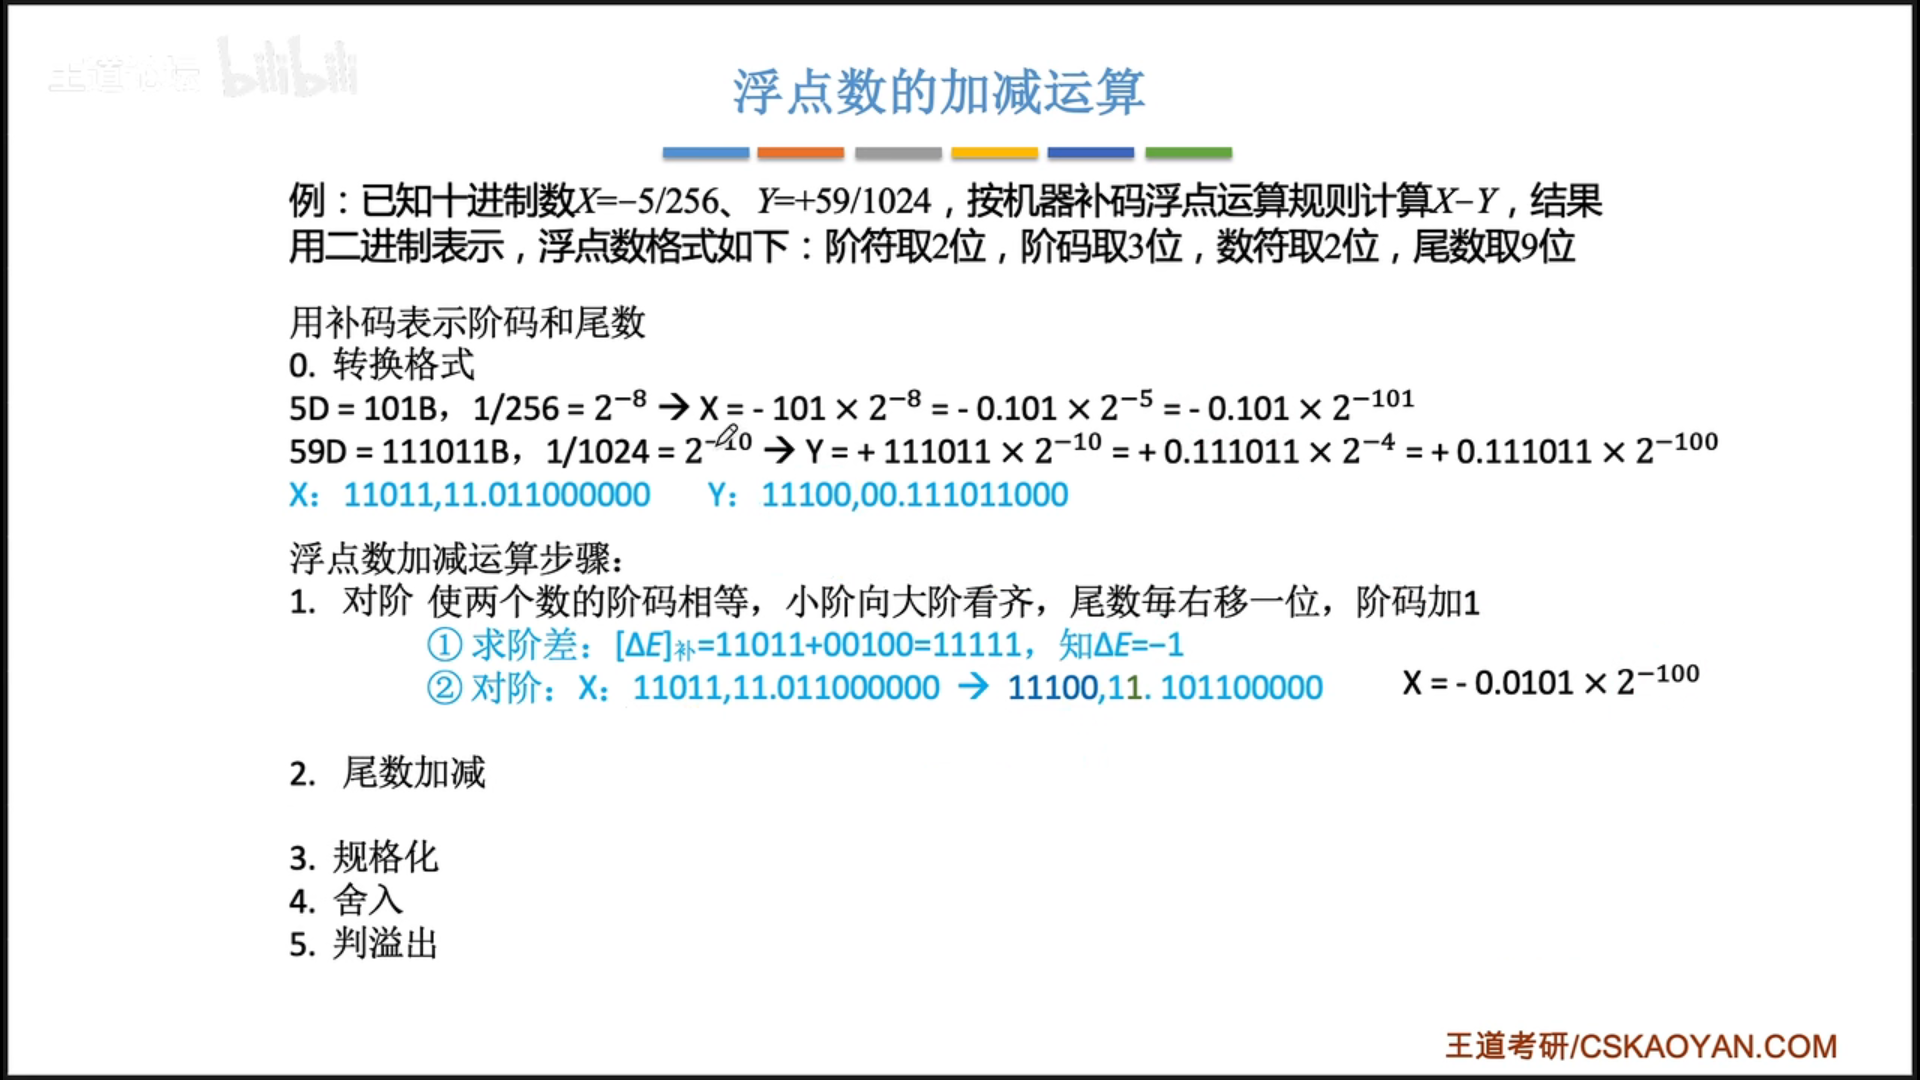 王道论坛 bilibili
浮点数的加减运算
例：已知十进制数X=−5/256、Y=+59/1024，按机器补码浮点运算规则计算X−Y，结果
用二进制表示，浮点数格式如下：阶符取2位，阶码取3位，数符取2位，尾数取9位
用补码表示阶码和尾数
0. 转换格式
5D = 101B，1/256 = 2⁻⁸ → X = - 101 × 2⁻⁸ = - 0.101 × 2⁻⁵ = - 0.101 × 2⁻¹⁰¹
59D = 111011B，1/1024 = 2⁻¹⁰ → Y = + 111011 × 2⁻¹⁰ = + 0.111011 × 2⁻⁴ = + 0.111011 × 2⁻¹⁰⁰
X：11011,11.011000000 Y：11100,00.111011000
浮点数加减运算步骤：
1. 对阶 使两个数的阶码相等，小阶向大阶看齐，尾数每右移一位，阶码加1
① 求阶差：[ΔE]补=11011+00100=11111，知ΔE=−1
② 对阶：X：11011,11.011000000 → 11100,11. 101100000 X = - 0.0101 × 2⁻¹⁰⁰
2. 尾数加减
3. 规格化
4. 舍入
5. 判溢出
王道考研/CSKAOYAN.COM